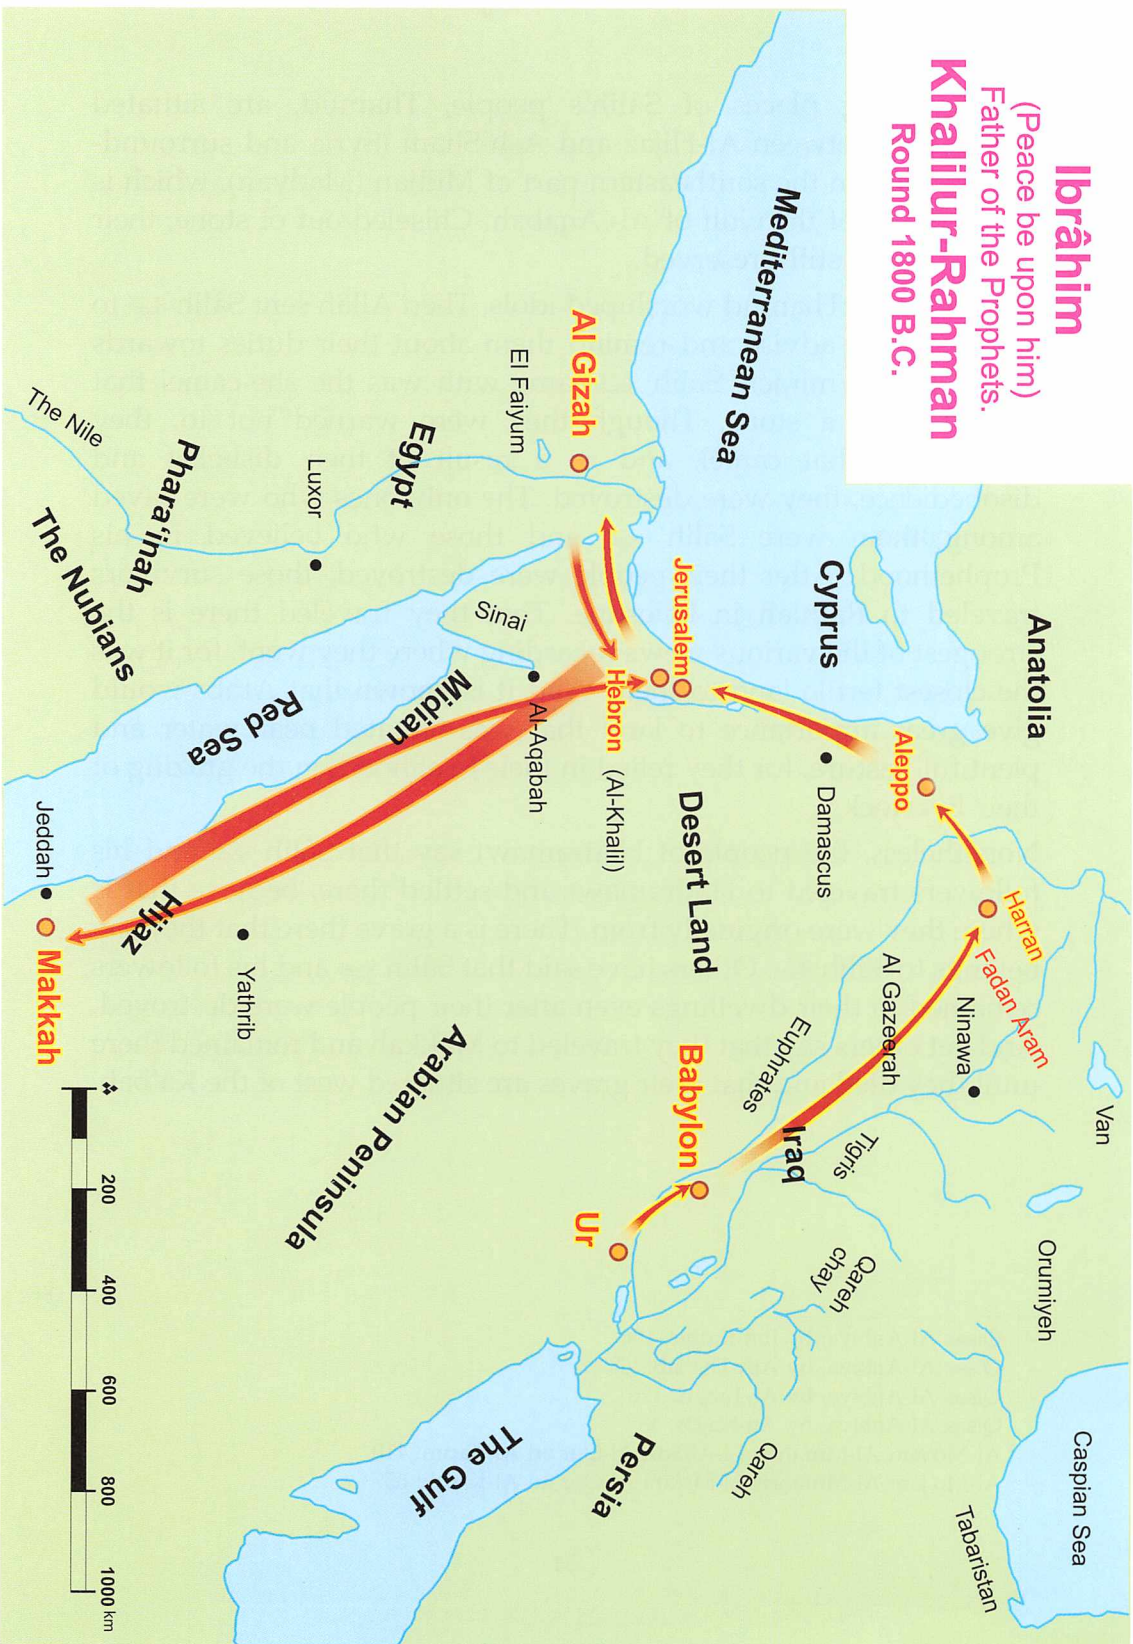 Ibrâhim
(Peace be upon him)
Father of the Prophets.
Khalilur-Rahman
Round 1800 B.C.
Anatolia
Van
Orumiyeh
Caspian Sea
Tabaristan
Cyprus
Mediterranean Sea
Aleppo
Harran
Fadan Aram
Ninawa
Al Gazeerah
Tigris
Euphrates
Iraq
Qareh
chay
Qareh
Persia
Damascus
Jerusalem
Desert Land
Babylon
Ur
Hebron
(Al-Khalil)
Al Gizah
El Faiyum
Al-Aqabah
Sinai
Egypt
Midian
The Gulf
Luxor
Red Sea
Phara'inah
The Nile
The Nubians
Yathrib
Arabian Peninsula
Hijaz
Jeddah
Makkah
200
400
600
800
1000 km